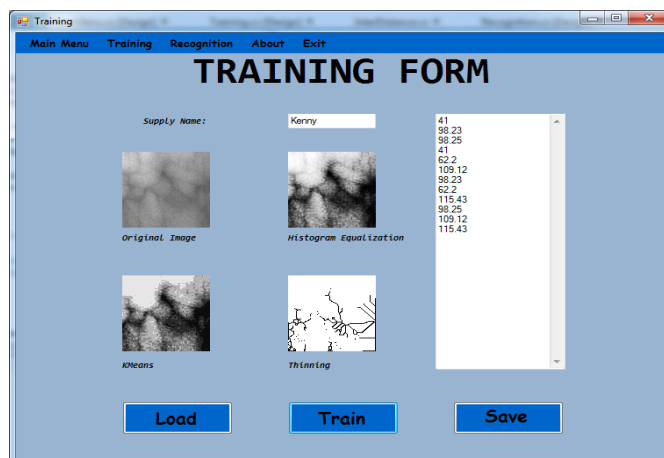 Training
Main Menu Training Recognition About Exit
TRAINING FORM
Supply Name:
Kenny
Original Image
Histogram Equalization
KMeans
Thinning
41
98.23
98.25
41
62.2
109.12
98.23
62.2
115.43
98.25
109.12
115.43
Load
Train
Save